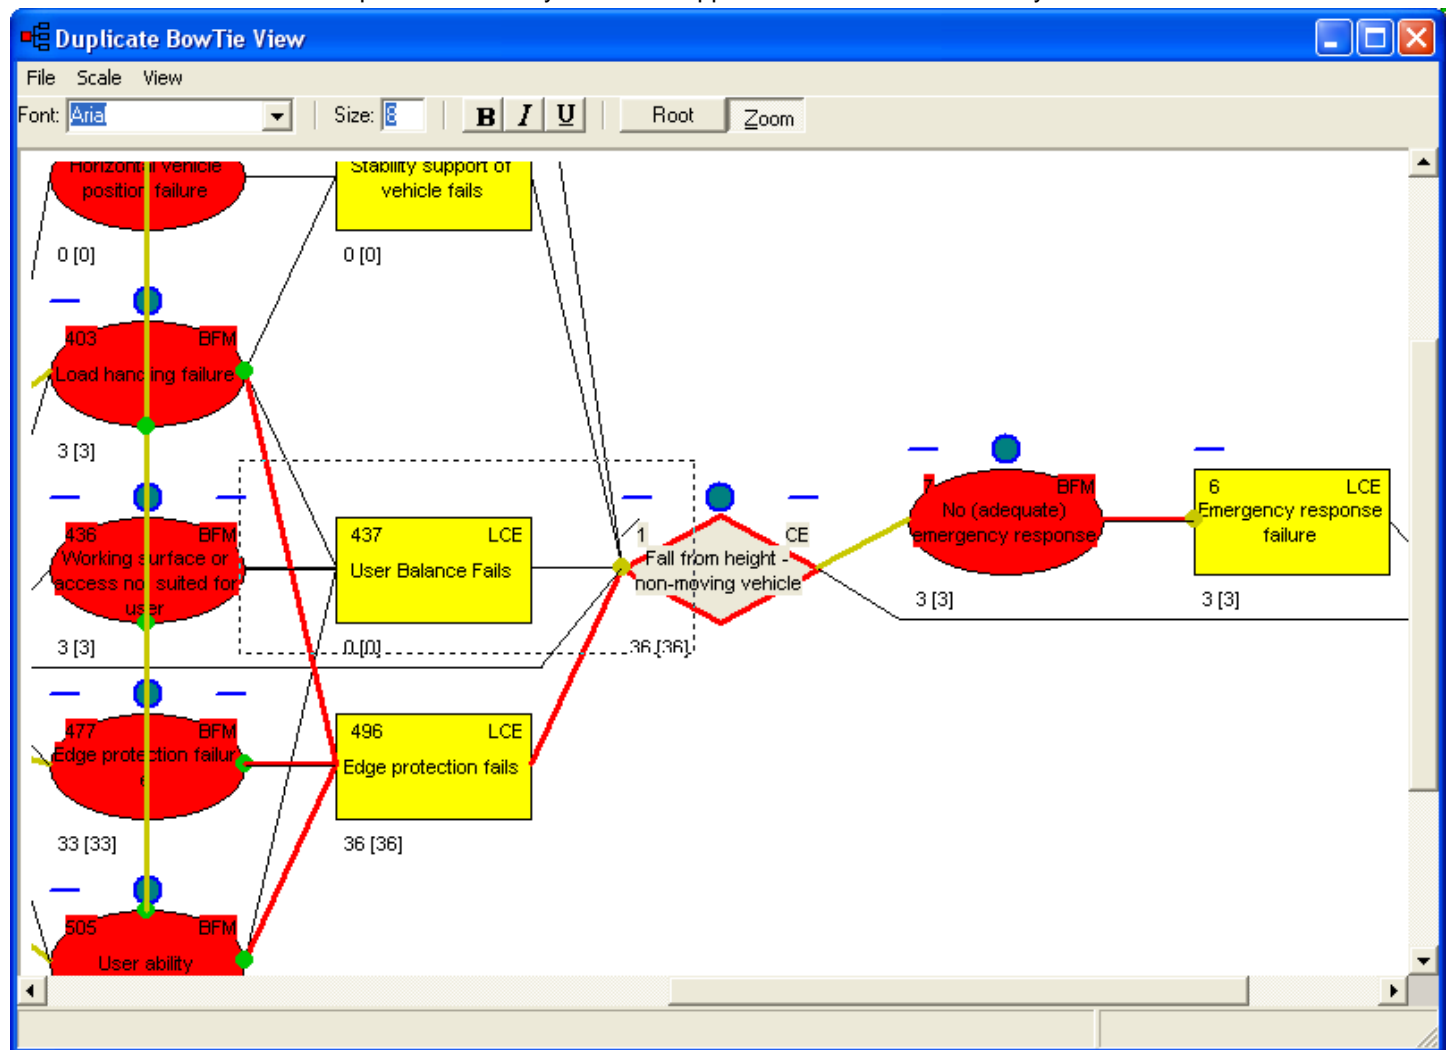 Duplicate BowTie View
File Scale View
Font: Arial Size: 8 B I U Root Zoom
Horizontal vehicle
position failure
0 [0]
Stability support of
vehicle fails
0 [0]
403 BFM
Load handling failure
3 [3]
436 BFM
Working surface or
access not suited for
user
3 [3]
437 LCE
User Balance Fails
0 [0]
1 CE
Fall from height -
non-moving vehicle
36 [36]
7 BFM
No (adequate)
emergency response
3 [3]
6 LCE
Emergency response
failure
3 [3]
477 BFM
Edge protection failur
e
33 [33]
496 LCE
Edge protection fails
36 [36]
505 BFM
User ability